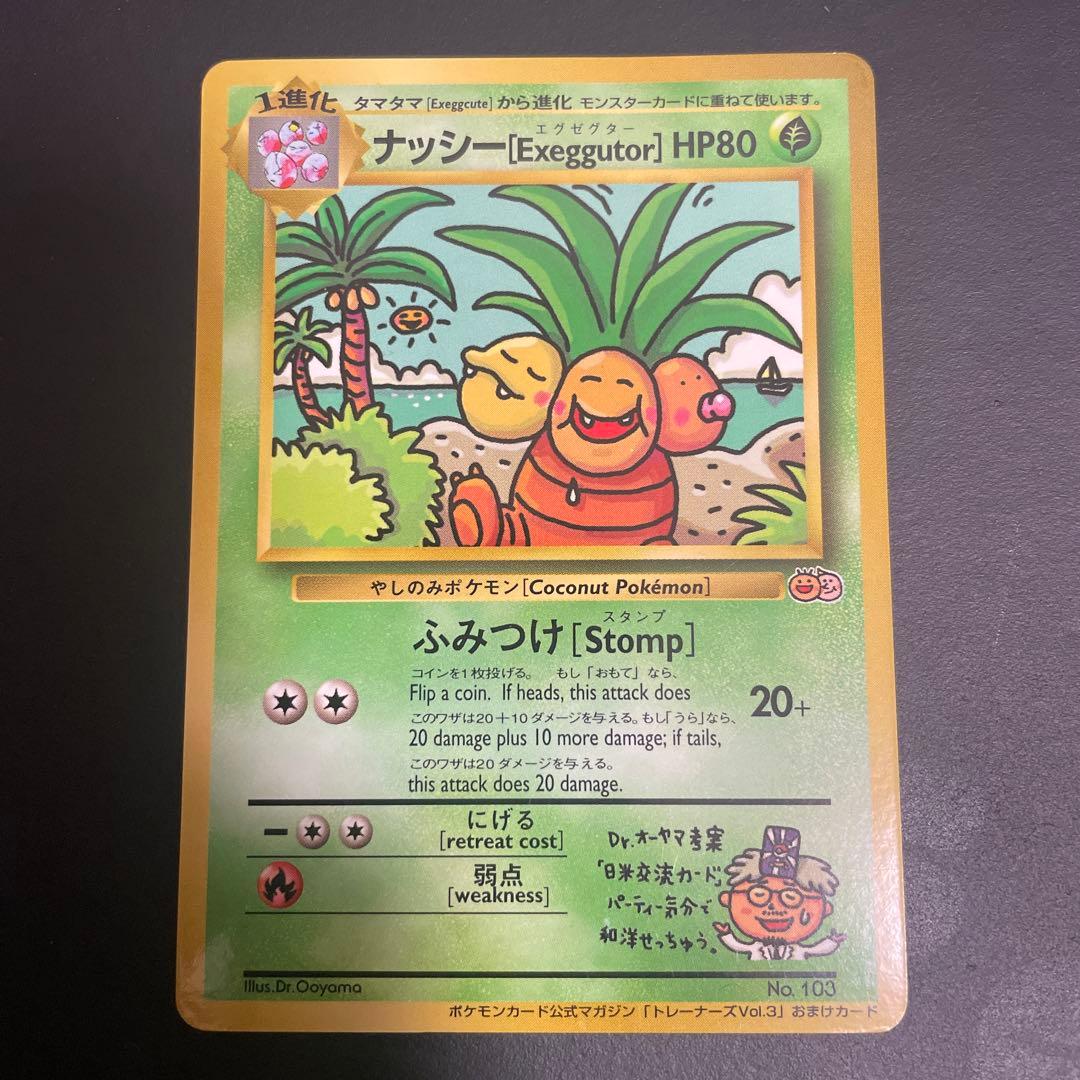 1進化
タマタマ[Exeggcute]から進化 モンスターカードに重ねて使います。
エグゼグター
ナッシー[Exeggutor] HP80
やしのみポケモン[Coconut Pokémon]
スタンプ
ふみつけ[Stomp]
コインを1枚投げる。 もし「おもて」なら、
Flip a coin. If heads, this attack does
このワザは20+10ダメージを与える。もし「うら」なら、
20 damage plus 10 more damage; if tails,
このワザは20ダメージを与える。
this attack does 20 damage.
20+
にげる
[retreat cost]
弱点
[weakness]
Dr.オーヤマ考案
「日米交流カード」
パーティー気分で
和洋せっちゅう。
Illus.Dr.Ooyama
No. 103
ポケモンカード公式マガジン「トレーナーズVol.3」おまけカード